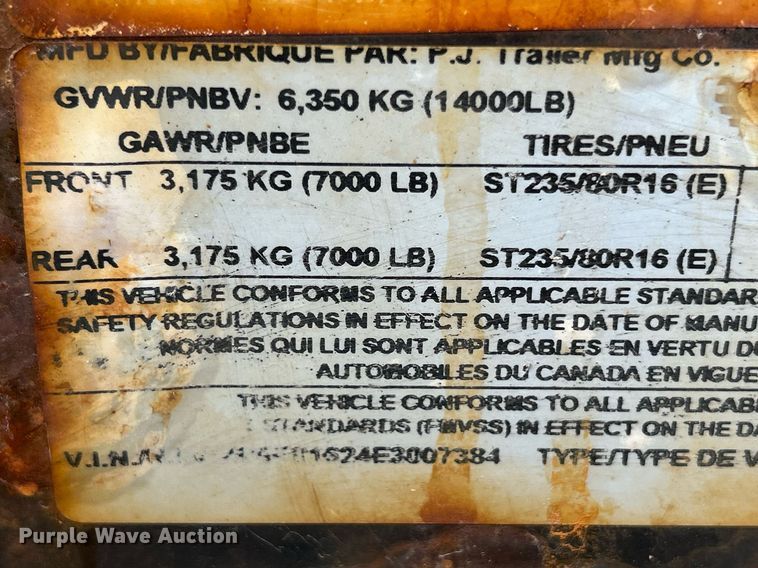 MFD BY/FABRIQUE PAR: P.J. Trailer Mfg Co.
GVWR/PNBV: 6,350 KG (14000LB)
GAWR/PNBE TIRES/PNEU
FRONT 3,175 KG (7000 LB) ST235/80R16 (E)
REAR 3,175 KG (7000 LB) ST235/80R16 (E)
THIS VEHICLE CONFORMS TO ALL APPLICABLE STANDAR
SAFETY REGULATIONS IN EFFECT ON THE DATE OF MANU
NORMES QUI LUI SONT APPLICABLES EN VERTU D
AUTOMOBILES DU CANADA EN VIGUE
THIS VEHICLE CONFORMS TO ALL APPLICAB
STANDARDS (FMVSS) IN EFFECT ON THE DA
TYPE/TYPE DE V
Purple Wave Auction